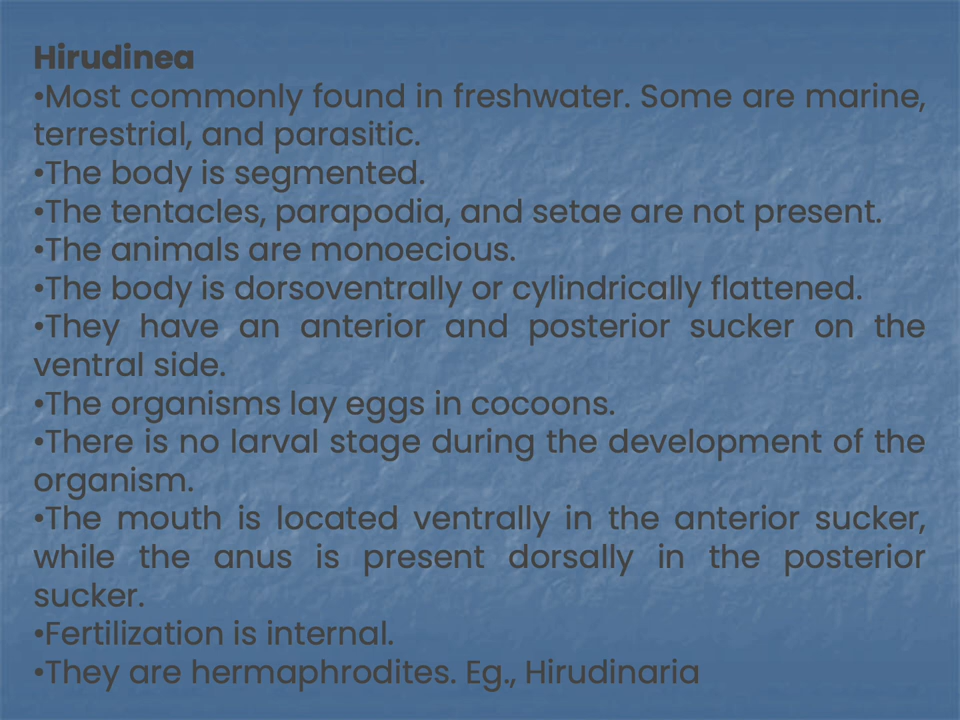 Hirudinea
•Most commonly found in freshwater. Some are marine,
terrestrial, and parasitic.
•The body is segmented.
•The tentacles, parapodia, and setae are not present.
•The animals are monoecious.
•The body is dorsoventrally or cylindrically flattened.
•They have an anterior and posterior sucker on the
ventral side.
•The organisms lay eggs in cocoons.
•There is no larval stage during the development of the
organism.
•The mouth is located ventrally in the anterior sucker,
while the anus is present dorsally in the posterior
sucker.
•Fertilization is internal.
•They are hermaphrodites. Eg., Hirudinaria